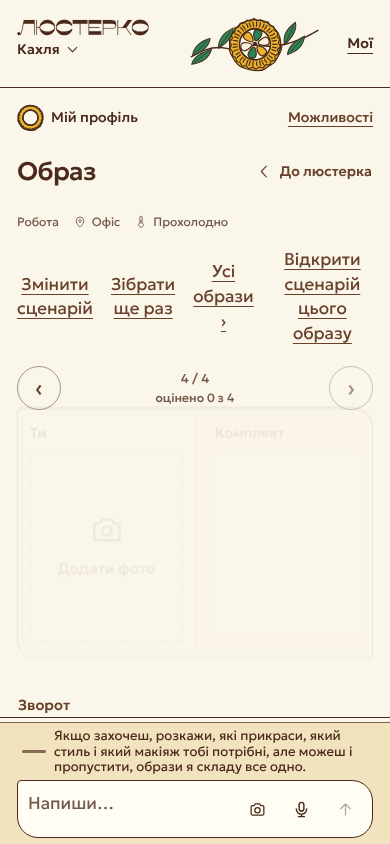 ЛЮСТЕРКО
Кахля
Мої
Мій профіль
Можливості
Образ
До люстерка
Робота Офіс Прохолодно
Змінити сценарій
Зібрати ще раз
Усі образи ›
Відкрити сценарій цього образу
‹ 4 / 4 ›
оцінено 0 з 4
Ти Комплект
Додати фото
Зворот
Якщо захочеш, розкажи, які прикраси, який
стиль і який макіяж тобі потрібні, але можеш і
пропустити, образи я складу все одно.
Напиши...